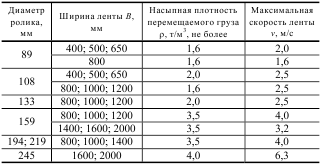 Диаметр ролика, мм | Ширина ленты B, мм | Насыпная плотность перемещаемого груза ρ, т/м³, не более | Максимальная скорость ленты v, м/с
89 | 400; 500; 650 | 1,6 | 2,0
800 | 1,6 | 1,6
108 | 400; 500; 650 | 2,0 | 2,5
800; 1000; 1200 | 1,6 | 2,5
133 | 800; 1000; 1200 | 2,0 | 2,5
159 | 800; 1000; 1200 | 3,5 | 4,0
1400; 1600; 2000 | 3,5 | 3,2
194; 219 | 800; 1000; 1400 | 3,5 | 4,0
245 | 1600; 2000 | 4,0 | 6,3